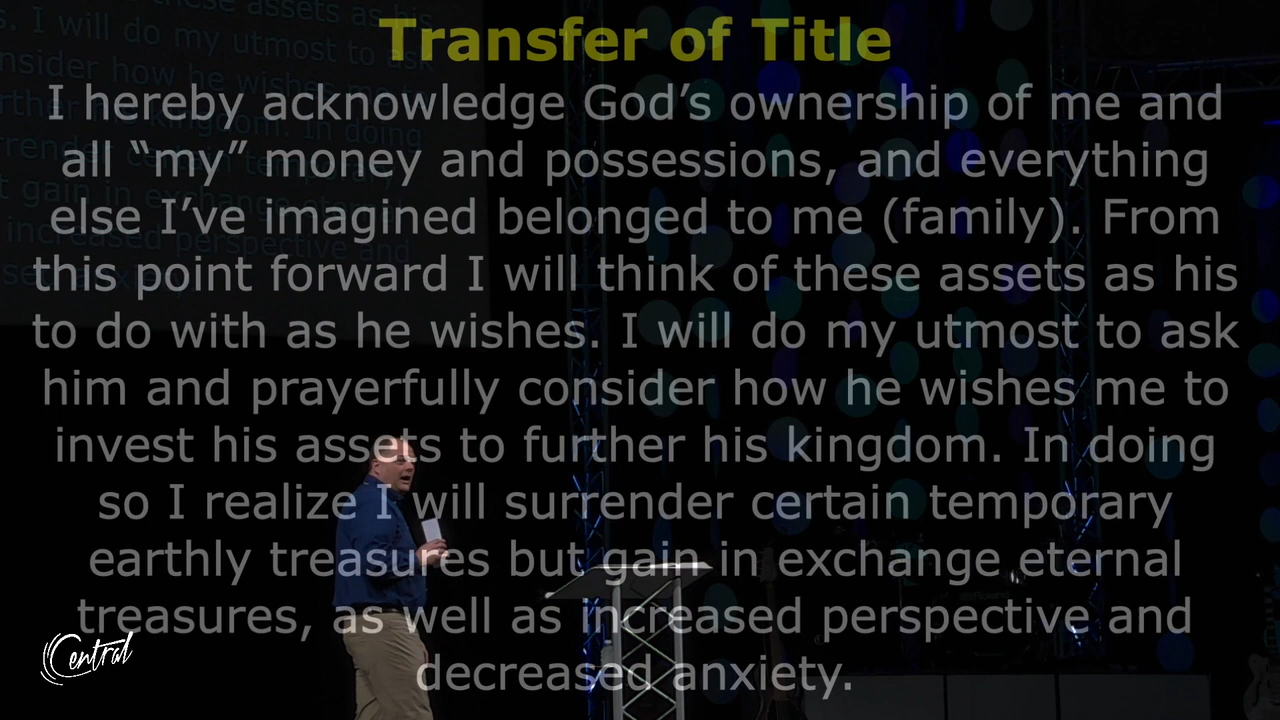 Transfer of Title
I hereby acknowledge God’s ownership of me and
all “my” money and possessions, and everything
else I’ve imagined belonged to me (family). From
this point forward I will think of these assets as his
to do with as he wishes. I will do my utmost to ask
him and prayerfully consider how he wishes me to
invest his assets to further his kingdom. In doing
so I realize I will surrender certain temporary
earthly treasures but gain in exchange eternal
treasures, as well as increased perspective and
decreased anxiety.
Central